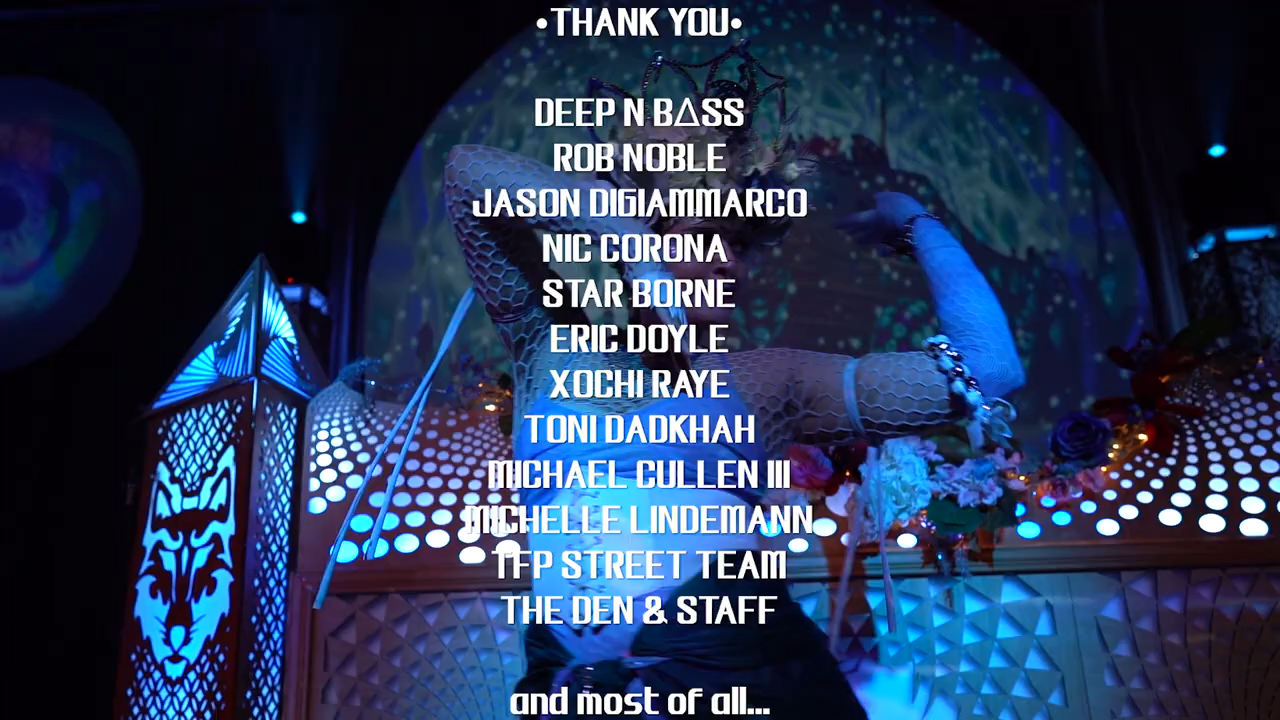 •THANK YOU•
DEEP N BΔSS
ROB NOBLE
JASON DIGIAMMARCO
NIC CORONA
STAR BORNE
ERIC DOYLE
XOCHI RAYE
TONI DADKHAH
MICHAEL CULLEN III
MICHELLE LINDEMANN
TFP STREET TEAM
THE DEN & STAFF
and most of all...